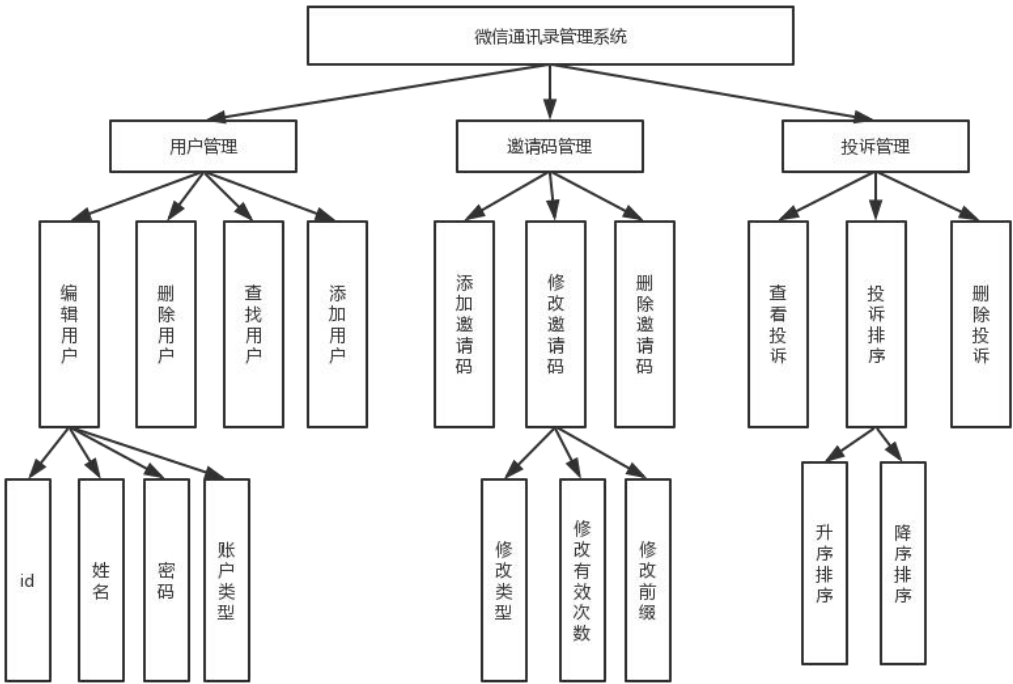 微信通讯录管理系统
用户管理
邀请码管理
投诉管理
编辑用户
删除用户
查找用户
添加用户
添加邀请码
修改邀请码
删除邀请码
查看投诉
投诉排序
删除投诉
id
姓名
密码
账户类型
修改类型
修改有效次数
修改前缀
升序排序
降序排序